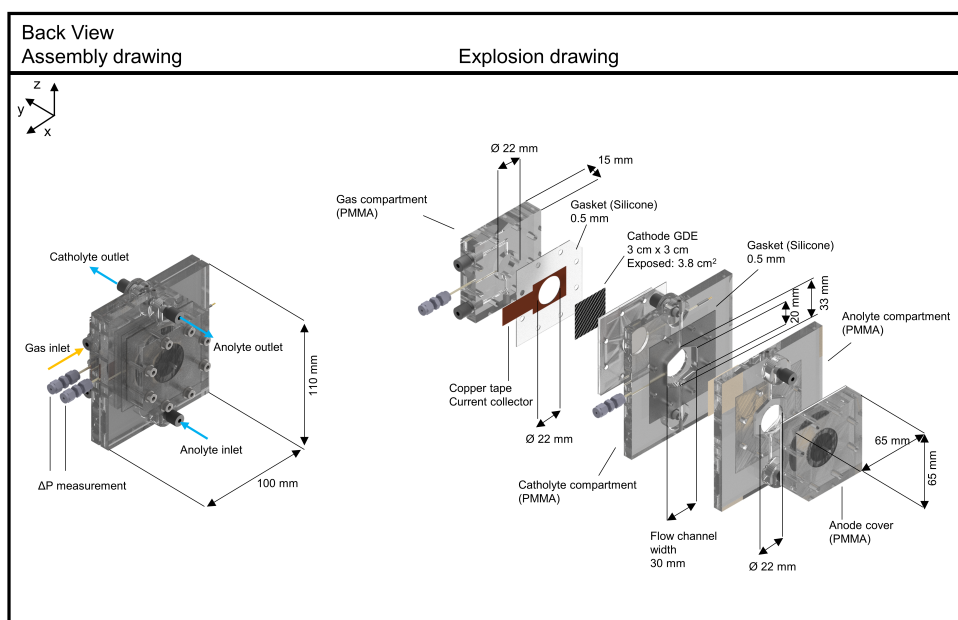 Back View
Assembly drawing
Explosion drawing
z
y
x
Ø 22 mm
15 mm
Gas compartment
(PMMA)
Gasket (Silicone)
0.5 mm
Cathode GDE
3 cm x 3 cm
Exposed: 3.8 cm²
Gasket (Silicone)
0.5 mm
20 mm
33 mm
Anolyte compartment
(PMMA)
Catholyte outlet
Gas inlet
Anolyte outlet
Anolyte inlet
ΔP measurement
110 mm
100 mm
Copper tape
Current collector
Ø 22 mm
Catholyte compartment
(PMMA)
Flow channel
width
30 mm
Ø 22 mm
65 mm
65 mm
Anode cover
(PMMA)